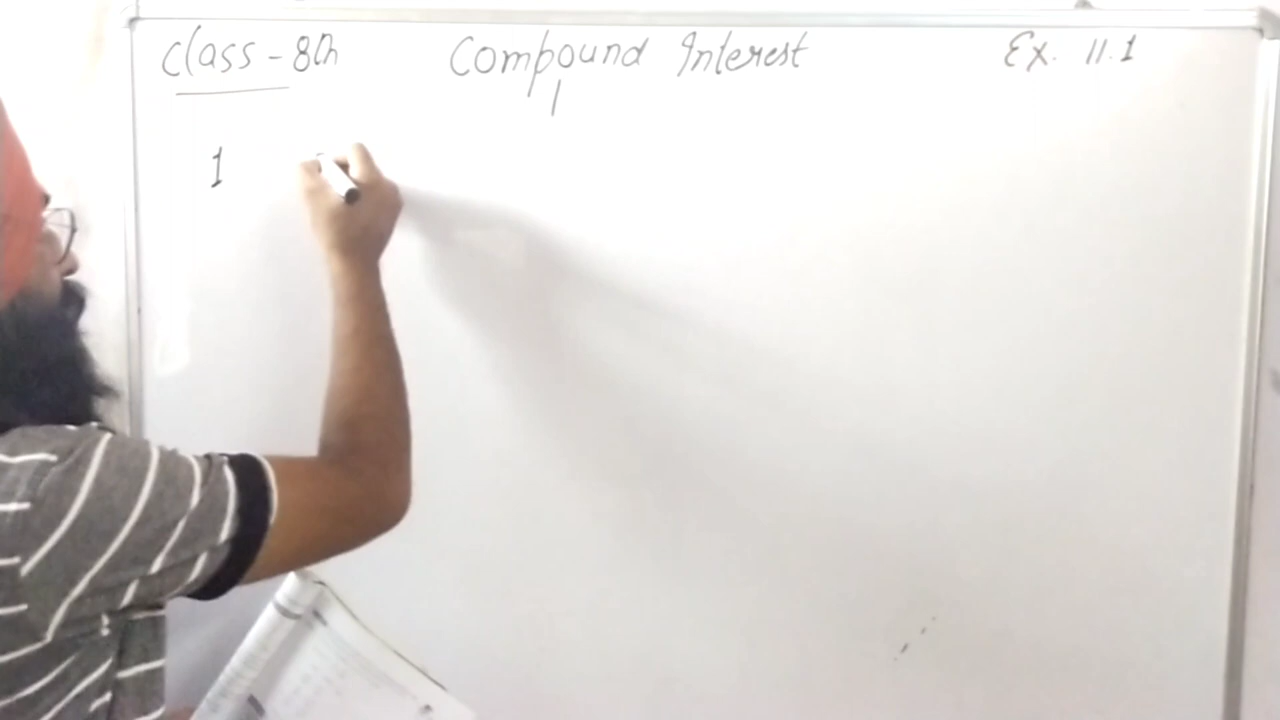 Class - 8th Compound Interest Ex. 11.1
1